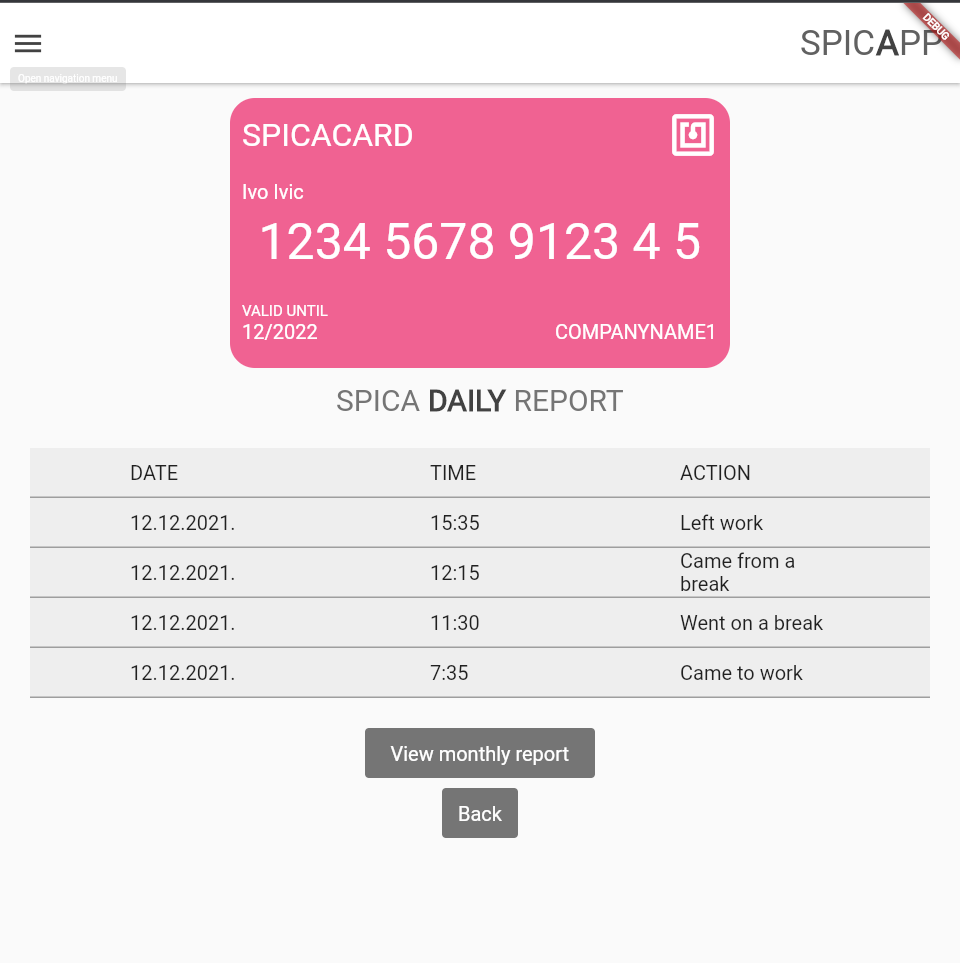 SPICAPP
DEBUG
Open navigation menu
SPICACARD
Ivo Ivic
1234 5678 9123 4 5
VALID UNTIL
12/2022
COMPANYNAME1
SPICA DAILY REPORT
DATE TIME ACTION
12.12.2021. 15:35 Left work
12.12.2021. 12:15 Came from a
break
12.12.2021. 11:30 Went on a break
12.12.2021. 7:35 Came to work
View monthly report
Back